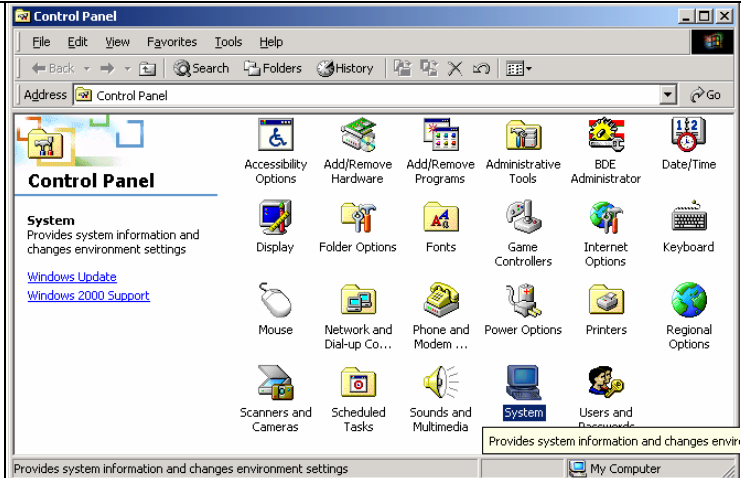 Control Panel
File Edit View Favorites Tools Help
Back Search Folders History
Address Control Panel Go
Control Panel
System
Provides system information and
changes environment settings
Windows Update
Windows 2000 Support
Accessibility
Options
Add/Remove
Hardware
Add/Remove
Programs
Administrative
Tools
BDE
Administrator
Date/Time
Display
Folder Options
Fonts
Game
Controllers
Internet
Options
Keyboard
Mouse
Network and
Dial-up Co...
Phone and
Modem ...
Power Options
Printers
Regional
Options
Scanners and
Cameras
Scheduled
Tasks
Sounds and
Multimedia
System
Users and
Passwords
Provides system information and changes enviro
Provides system information and changes environment settings
My Computer